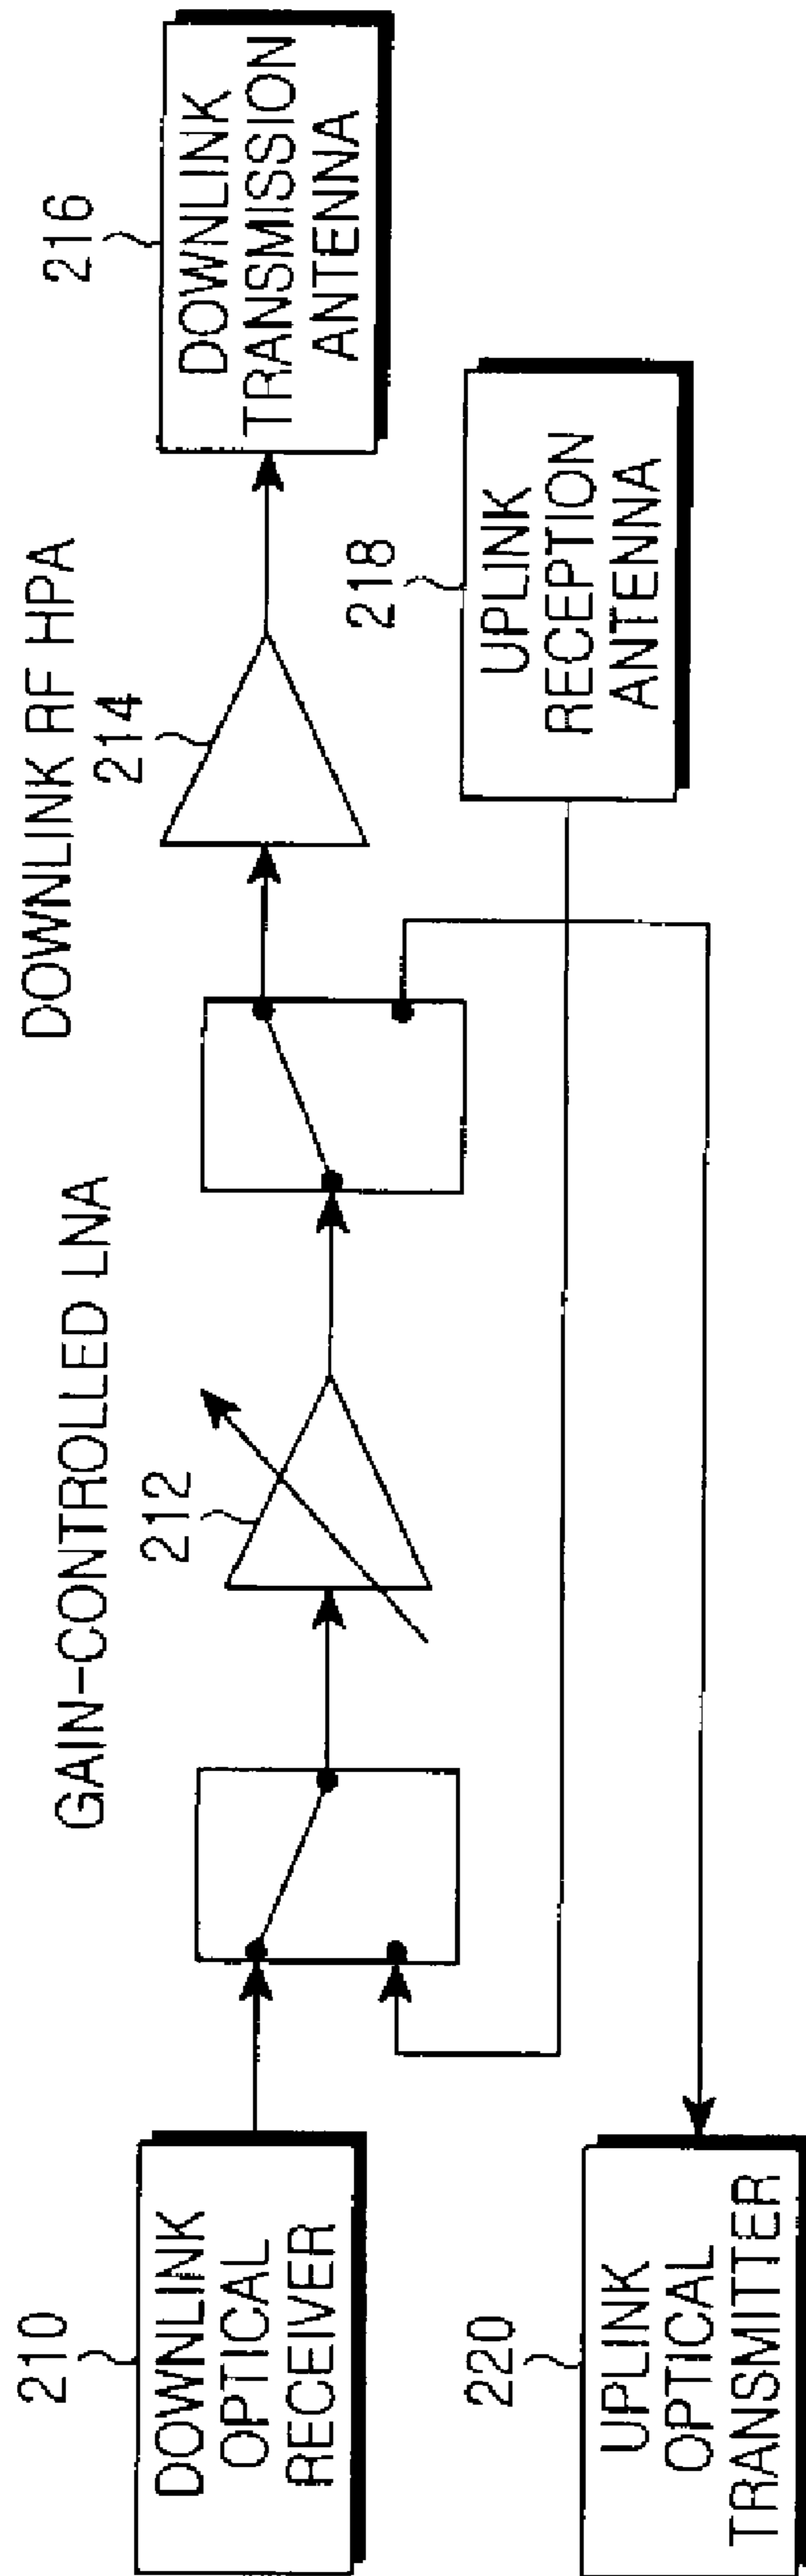 DOWNLINK RF HPA
GAIN-CONTROLLED LNA
210
212
214
216
DOWNLINK
OPTICAL
RECEIVER
DOWNLINK
TRANSMISSION
ANTENNA
220
218
UPLINK
OPTICAL
TRANSMITTER
UPLINK
RECEPTION
ANTENNA